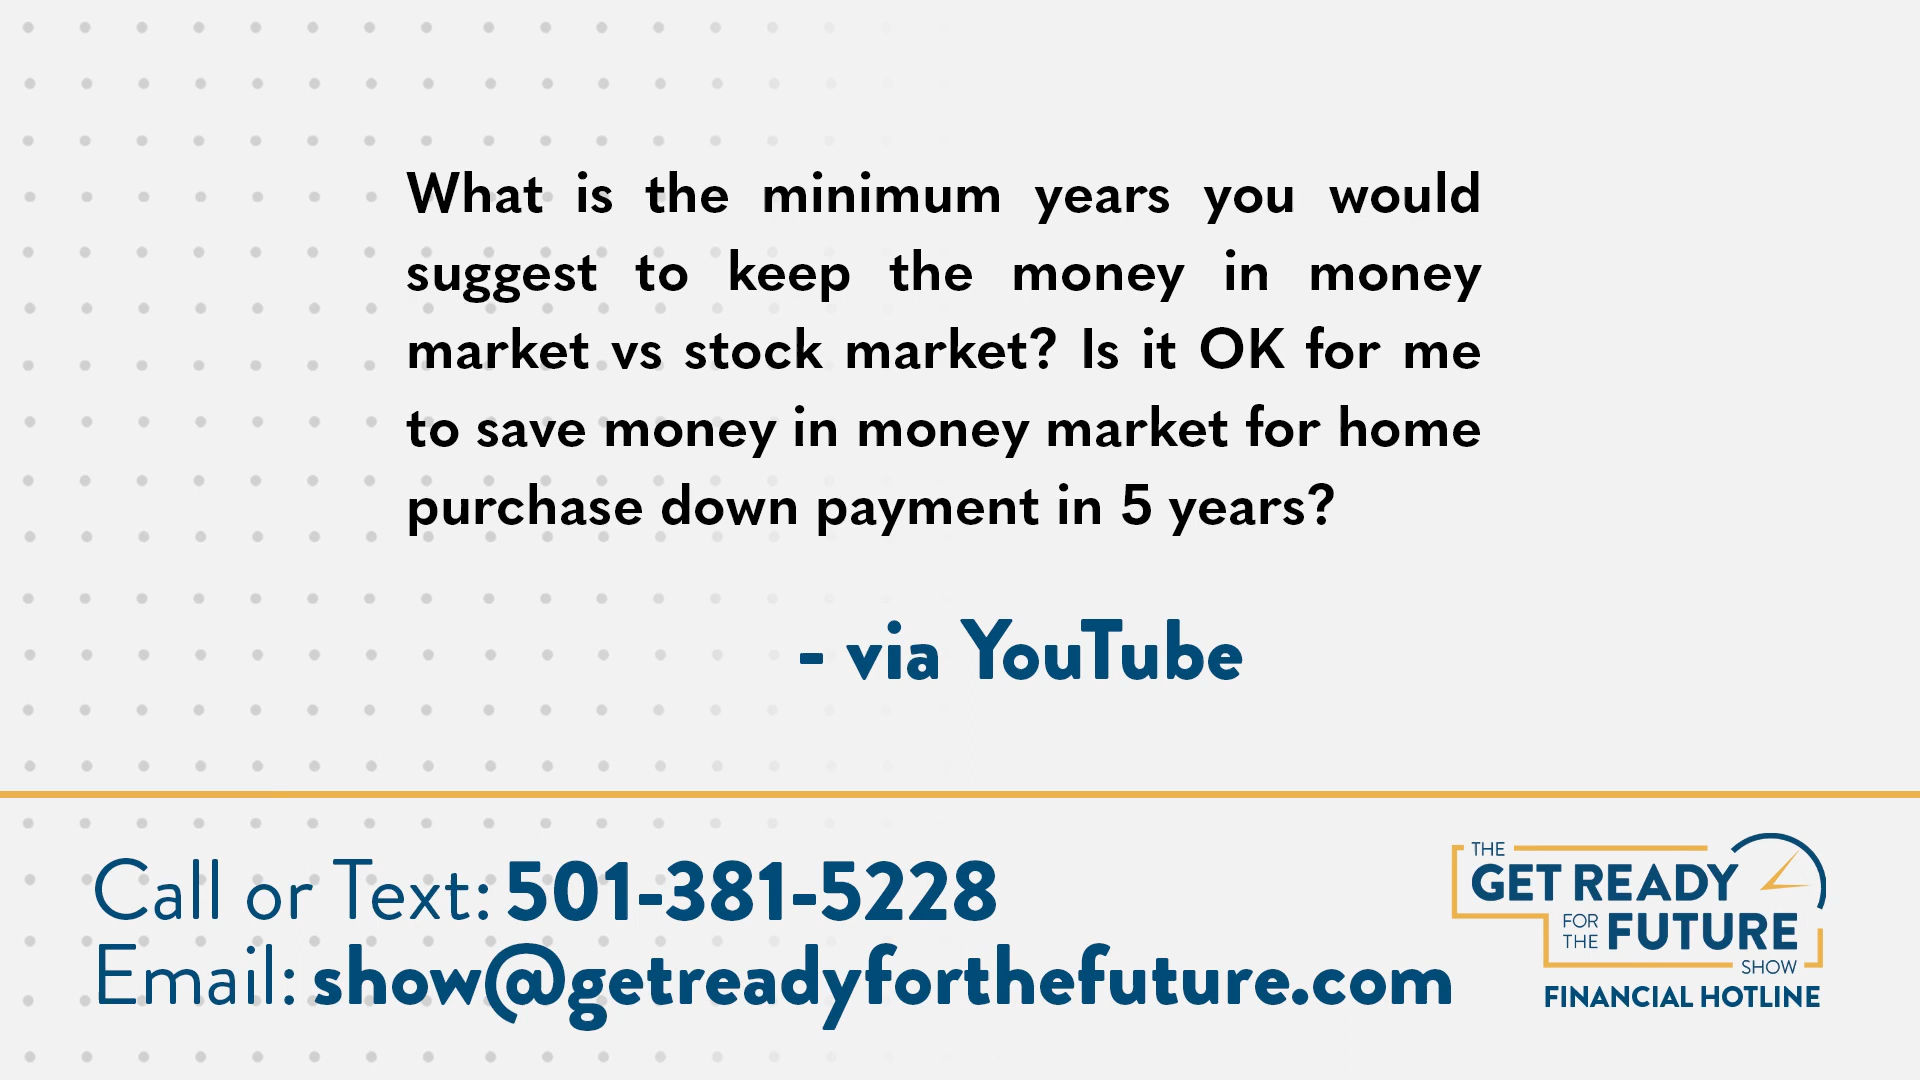 What is the minimum years you would
suggest to keep the money in money
market vs stock market? Is it OK for me
to save money in money market for home
purchase down payment in 5 years?
- via YouTube
Call or Text: 501-381-5228
Email: show@getreadyforthefuture.com
THE
GET READY
FOR THE FUTURE
SHOW
FINANCIAL HOTLINE